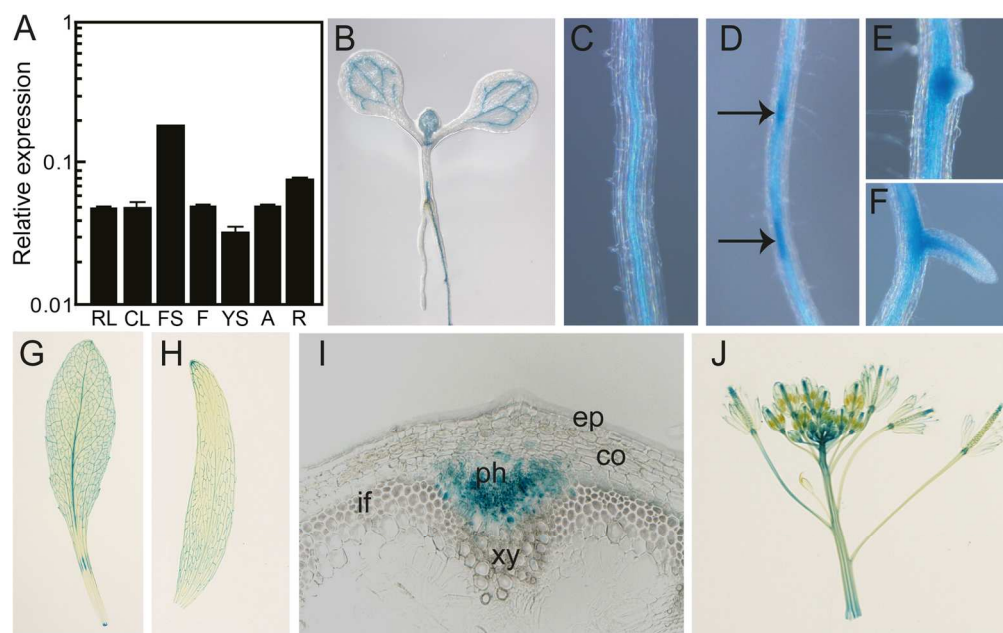 A
Relative expression
1
0.1
0.01
RL CL FS F YS A R
B
C
D
E
F
G
H
I
ep
co
ph
if
xy
J